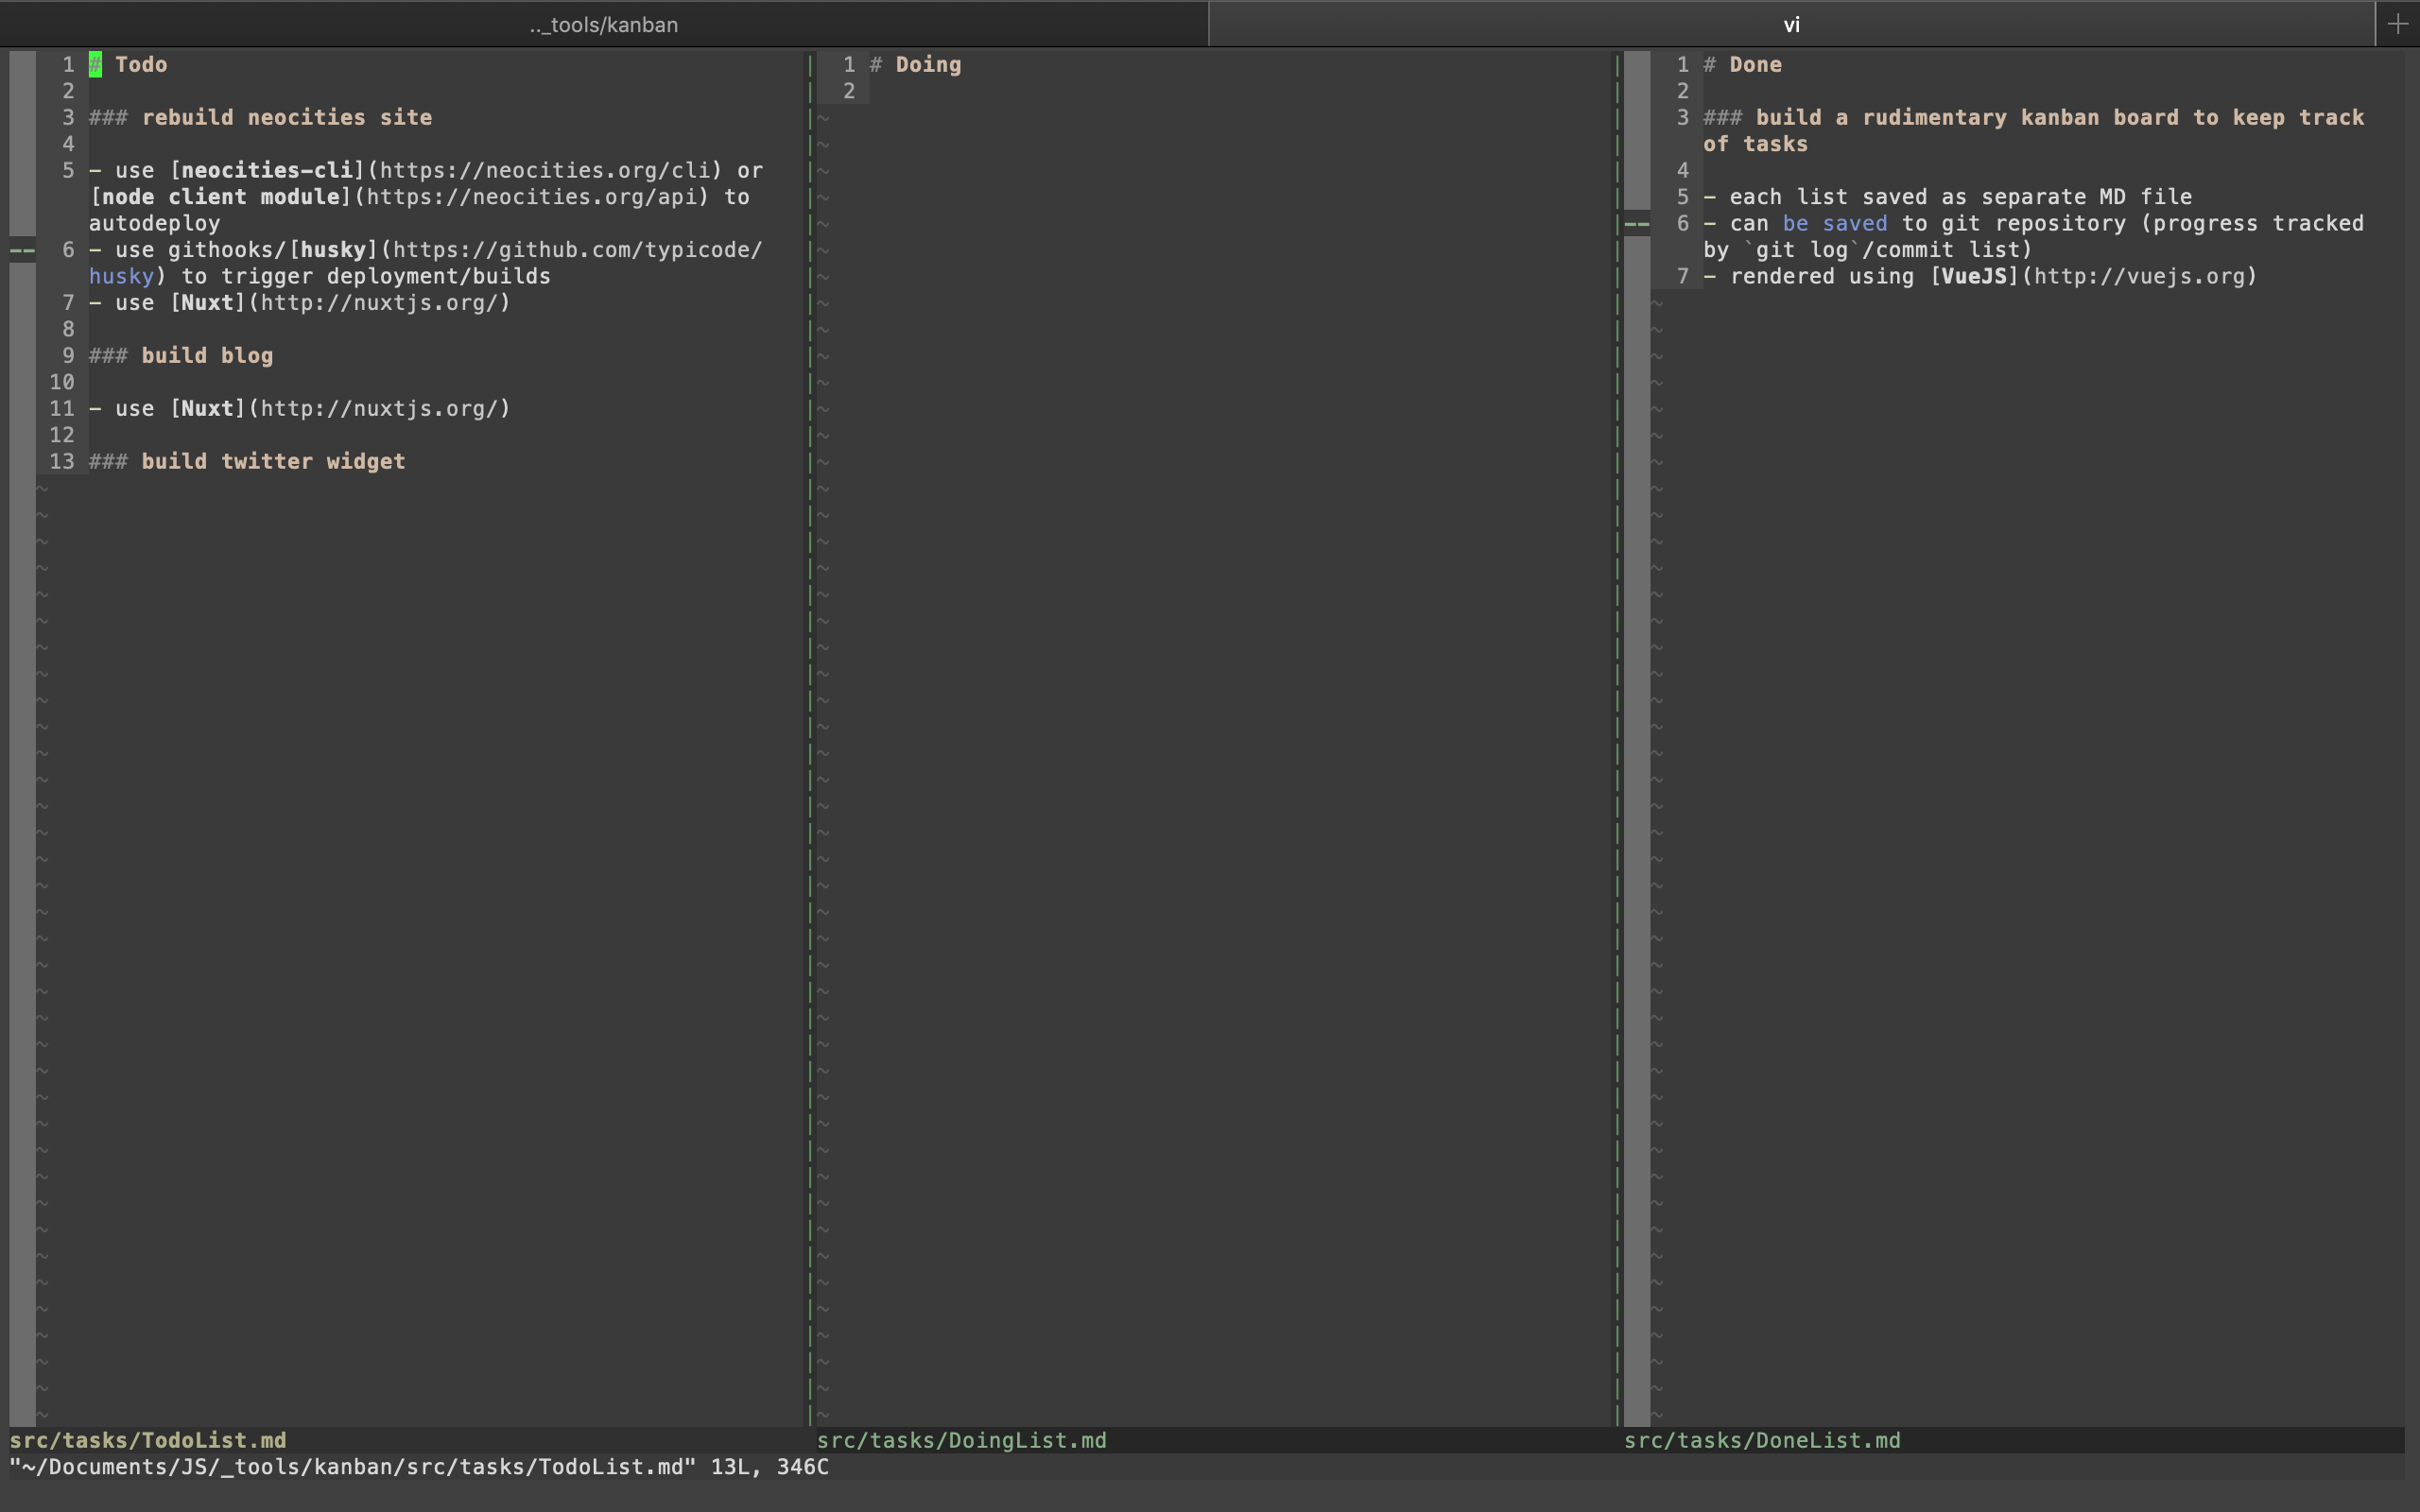 .._tools/kanban
vi
1 # Todo
2
3 ### rebuild neocities site
4
5 - use [neocities-cli](https://neocities.org/cli) or
[node client module](https://neocities.org/api) to
autodeploy
-- 6 - use githooks/[husky](https://github.com/typicode/
husky) to trigger deployment/builds
7 - use [Nuxt](http://nuxtjs.org/)
8
9 ### build blog
10
11 - use [Nuxt](http://nuxtjs.org/)
12
13 ### build twitter widget
src/tasks/TodoList.md
1 # Doing
2
src/tasks/DoingList.md
1 # Done
2
3 ### build a rudimentary kanban board to keep track
of tasks
4
5 - each list saved as separate MD file
-- 6 - can be saved to git repository (progress tracked
by `git log`/commit list)
7 - rendered using [VueJS](http://vuejs.org)
src/tasks/DoneList.md
"~/Documents/JS/_tools/kanban/src/tasks/TodoList.md" 13L, 346C